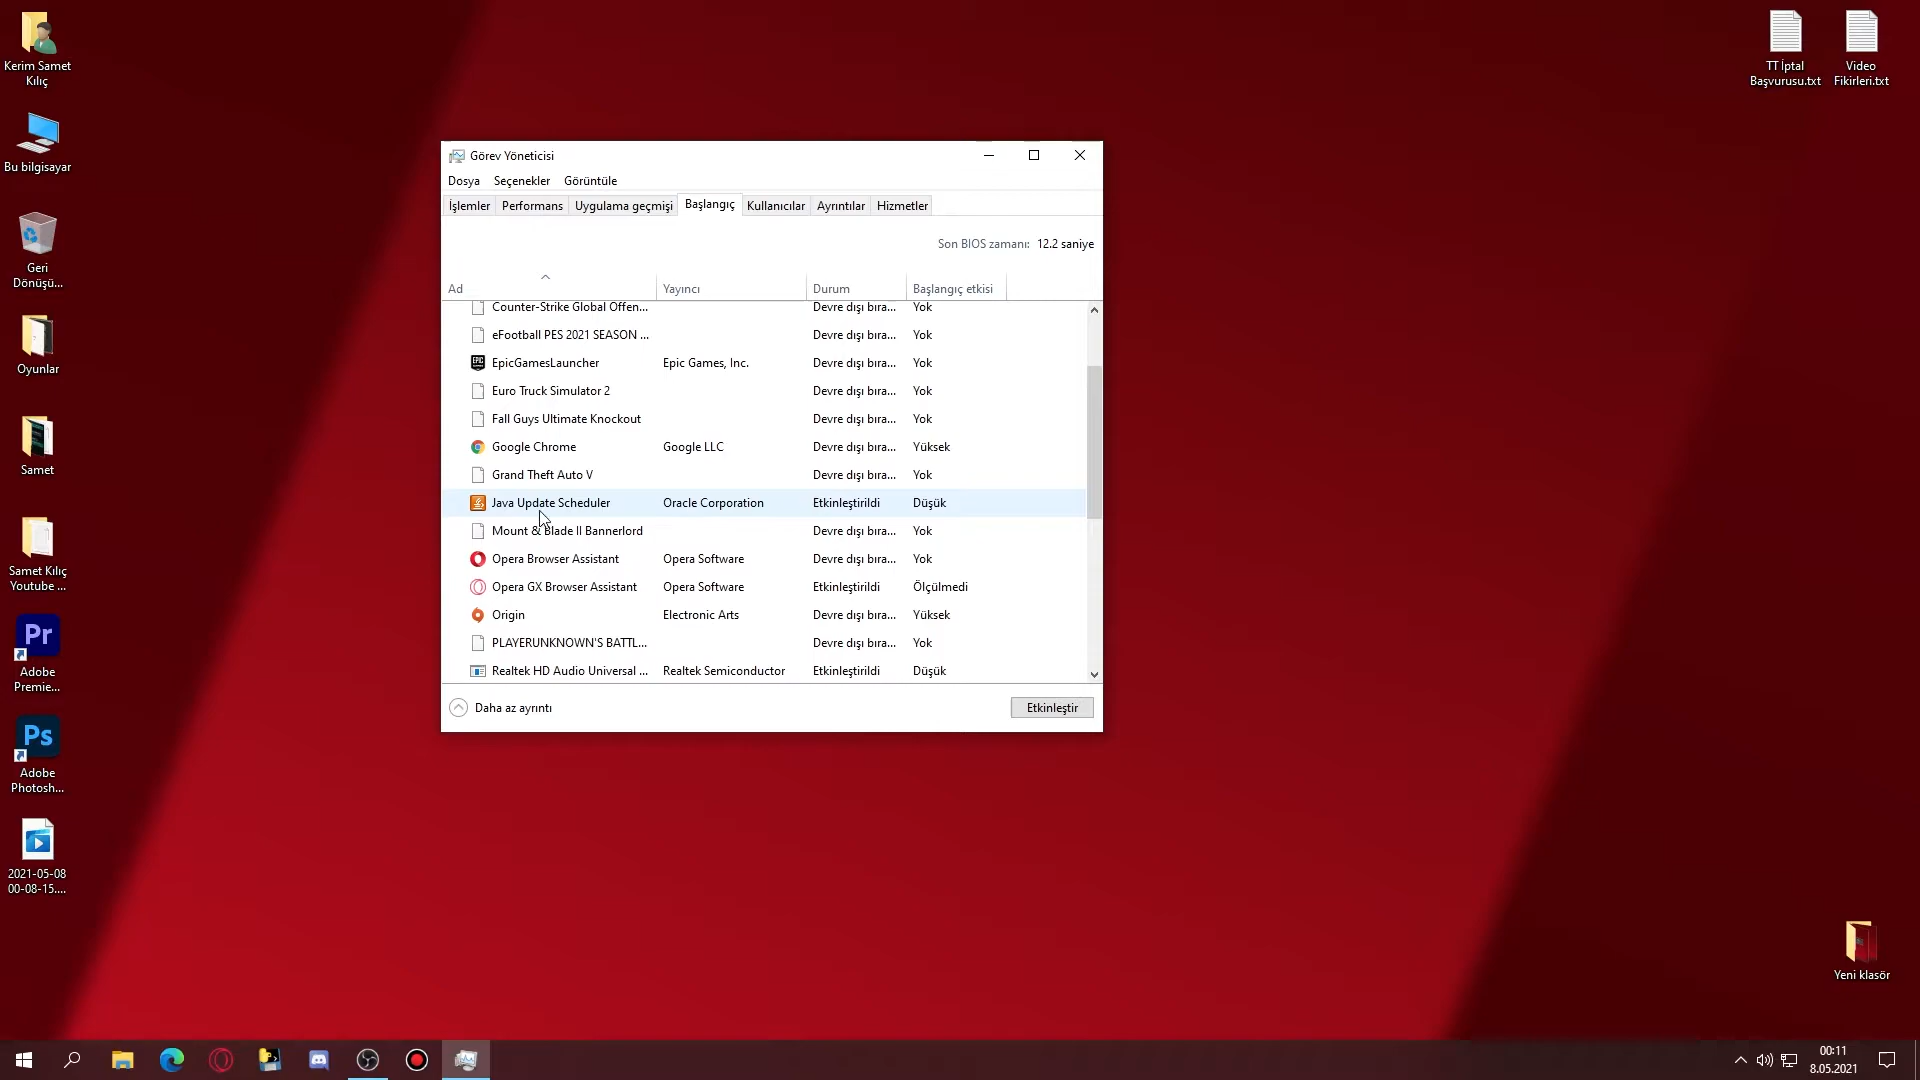 Kerim Samet
Kılıç
Bu bilgisayar
Geri
Dönüşü...
Oyunlar
Samet
Samet Kılıç
Youtube ...
Pr
Adobe
Premie...
Ps
Adobe
Photosh...
2021-05-08
00-08-15....
TT İptal
Başvurusu.txt
Video
Fikirleri.txt
Yeni klasör
Görev Yöneticisi
Dosya Seçenekler Görüntüle
İşlemler Performans Uygulama geçmişi Başlangıç Kullanıcılar Ayrıntılar Hizmetler
Son BIOS zamanı: 12.2 saniye
Ad Yayıncı Durum Başlangıç etkisi
Counter-Strike Global Offen... Devre dışı bıra... Yok
eFootball PES 2021 SEASON ... Devre dışı bıra... Yok
EpicGamesLauncher Epic Games, Inc. Devre dışı bıra... Yok
Euro Truck Simulator 2 Devre dışı bıra... Yok
Fall Guys Ultimate Knockout Devre dışı bıra... Yok
Google Chrome Google LLC Devre dışı bıra... Yüksek
Grand Theft Auto V Devre dışı bıra... Yok
Java Update Scheduler Oracle Corporation Etkinleştirildi Düşük
Mount & Blade II Bannerlord Devre dışı bıra... Yok
Opera Browser Assistant Opera Software Devre dışı bıra... Yok
Opera GX Browser Assistant Opera Software Etkinleştirildi Ölçülmedi
Origin Electronic Arts Devre dışı bıra... Yüksek
PLAYERUNKNOWN'S BATTL... Devre dışı bıra... Yok
Realtek HD Audio Universal ... Realtek Semiconductor Etkinleştirildi Düşük
Daha az ayrıntı Etkinleştir
00:11
8.05.2021